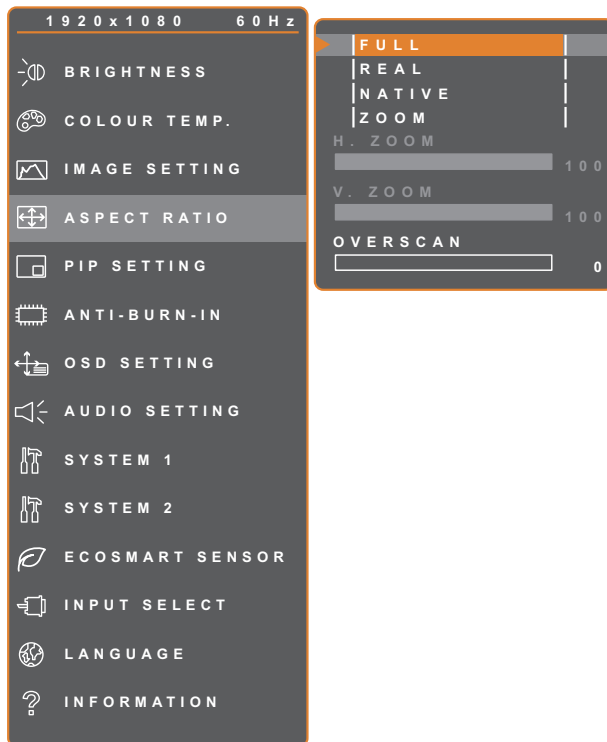 1920x1080 60Hz
BRIGHTNESS
COLOUR TEMP.
IMAGE SETTING
ASPECT RATIO
PIP SETTING
ANTI-BURN-IN
OSD SETTING
AUDIO SETTING
SYSTEM 1
SYSTEM 2
ECOSMART SENSOR
INPUT SELECT
LANGUAGE
INFORMATION
FULL
REAL
NATIVE
ZOOM
H. ZOOM
100
V. ZOOM
100
OVERSCAN
0